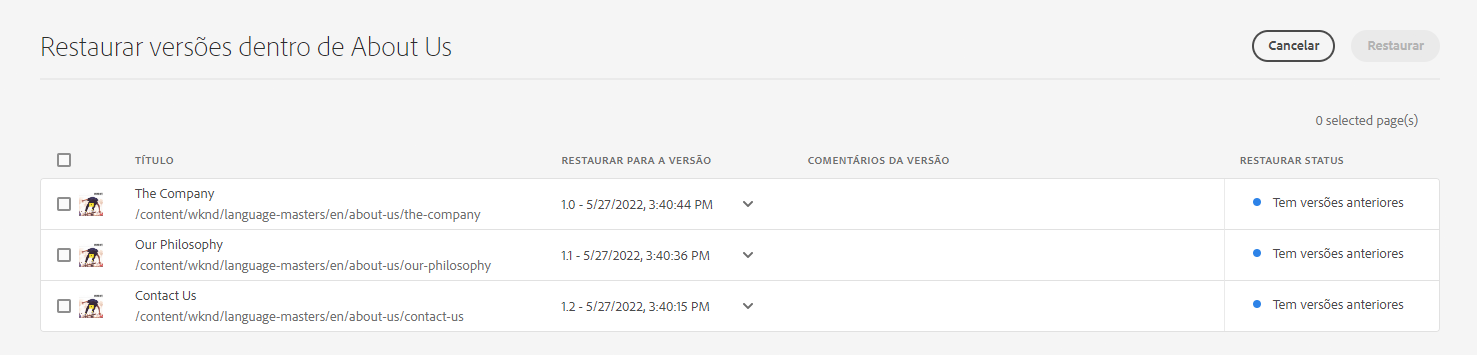 Restaurar versões dentro de About Us
Cancelar
Restaurar
0 selected page(s)
TÍTULO
RESTAURAR PARA A VERSÃO
COMENTÁRIOS DA VERSÃO
RESTAURAR STATUS
The Company
/content/wknd/language-masters/en/about-us/the-company
1.0 - 5/27/2022, 3:40:44 PM
Tem versões anteriores
Our Philosophy
/content/wknd/language-masters/en/about-us/our-philosophy
1.1 - 5/27/2022, 3:40:36 PM
Tem versões anteriores
Contact Us
/content/wknd/language-masters/en/about-us/contact-us
1.2 - 5/27/2022, 3:40:15 PM
Tem versões anteriores